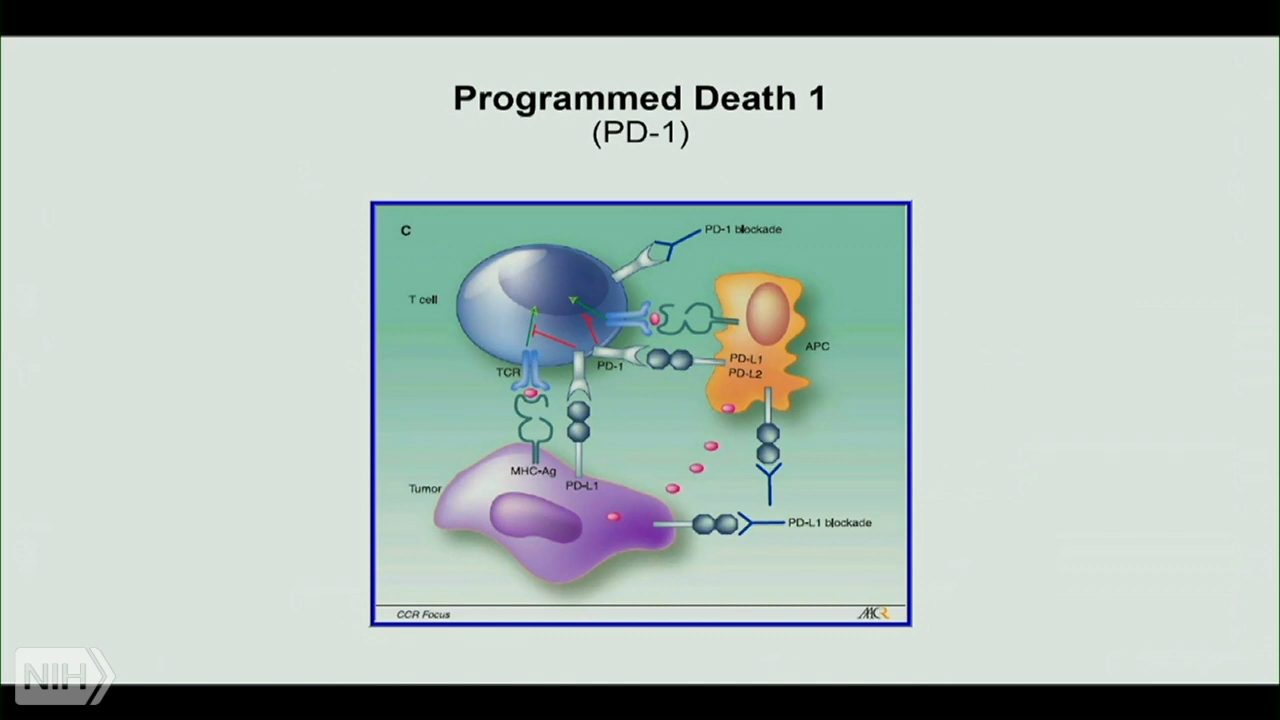 Programmed Death 1
(PD-1)
C
PD-1 blockade
T cell
APC
PD-L1
PD-L2
PD-1
TCR
MHC-Ag
PD-L1
Tumor
PD-L1 blockade
CCR Focus
AACR
NIH